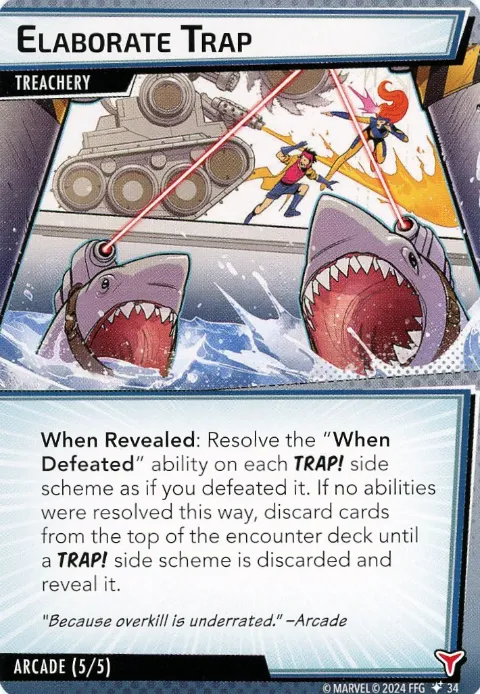 ELABORATE TRAP
TREACHERY
When Revealed: Resolve the "When
Defeated" ability on each TRAP! side
scheme as if you defeated it. If no abilities
were resolved this way, discard cards
from the top of the encounter deck until
a TRAP! side scheme is discarded and
reveal it.
"Because overkill is underrated." –Arcade
ARCADE (5/5)
© MARVEL © 2024 FFG 34